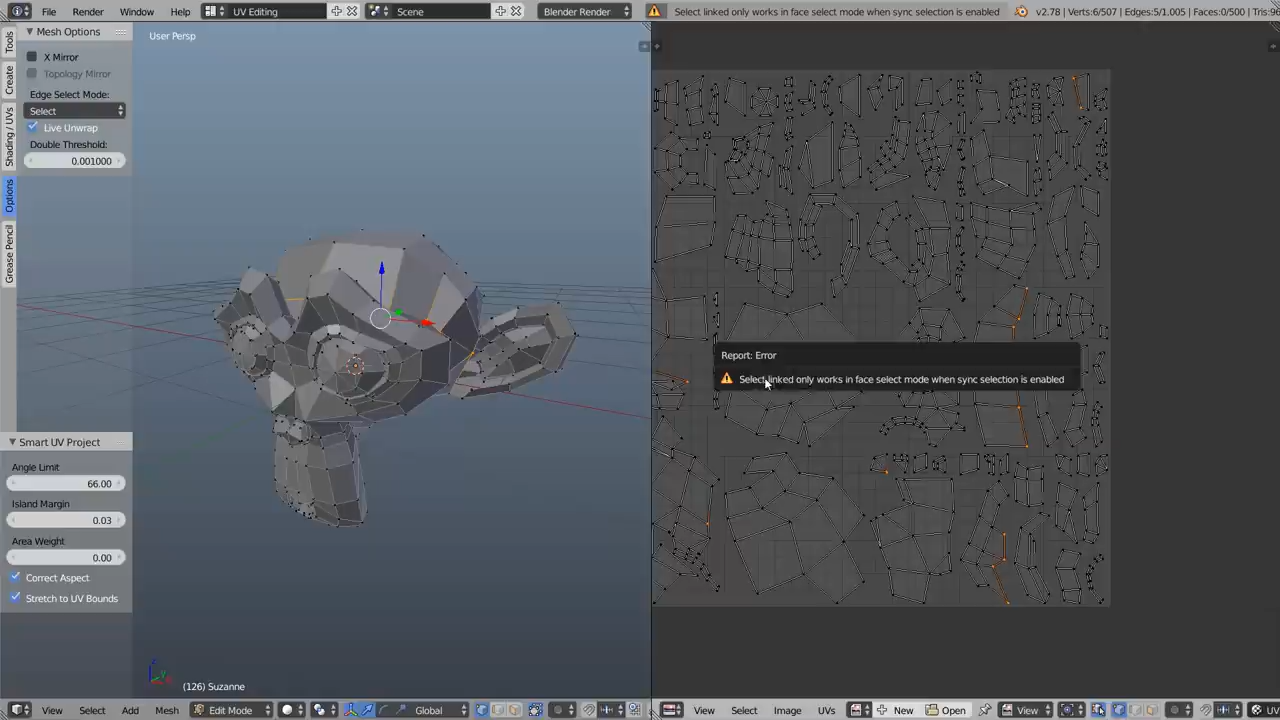 File Render Window Help UV Editing Scene Blender Render Select linked only works in face select mode when sync selection is enabled v2.78 | Verts:6/507 | Edges:5/1.005 | Faces:0/500 | Tris:96
Mesh Options
User Persp
X Mirror
Topology Mirror
Edge Select Mode:
Select
Live Unwrap
Double Threshold:
0.001000
Tools
Create
Shading / UVs
Options
Grease Pencil
Report: Error
Select linked only works in face select mode when sync selection is enabled
Smart UV Project
Angle Limit
66.00
Island Margin
0.03
Area Weight
0.00
Correct Aspect
Stretch to UV Bounds
(126) Suzanne
View Select Add Mesh Edit Mode Global View Select Image UVs New Open View UV